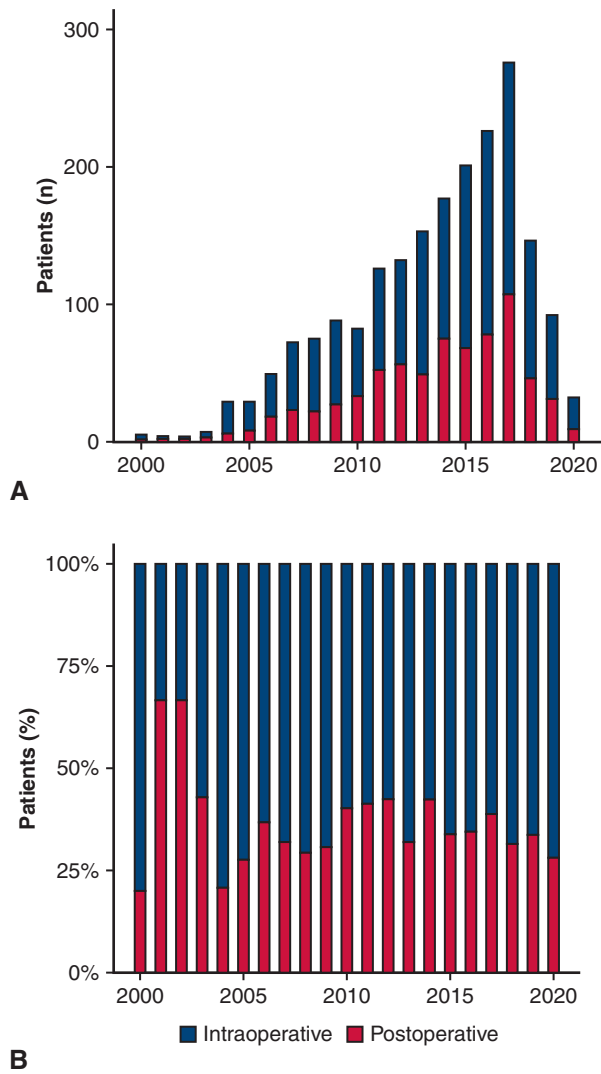 300
200
100
0
Patients (n)
2000 2005 2010 2015 2020
A
100%
75%
50%
25%
0%
Patients (%)
2000 2005 2010 2015 2020
Intraoperative Postoperative
B